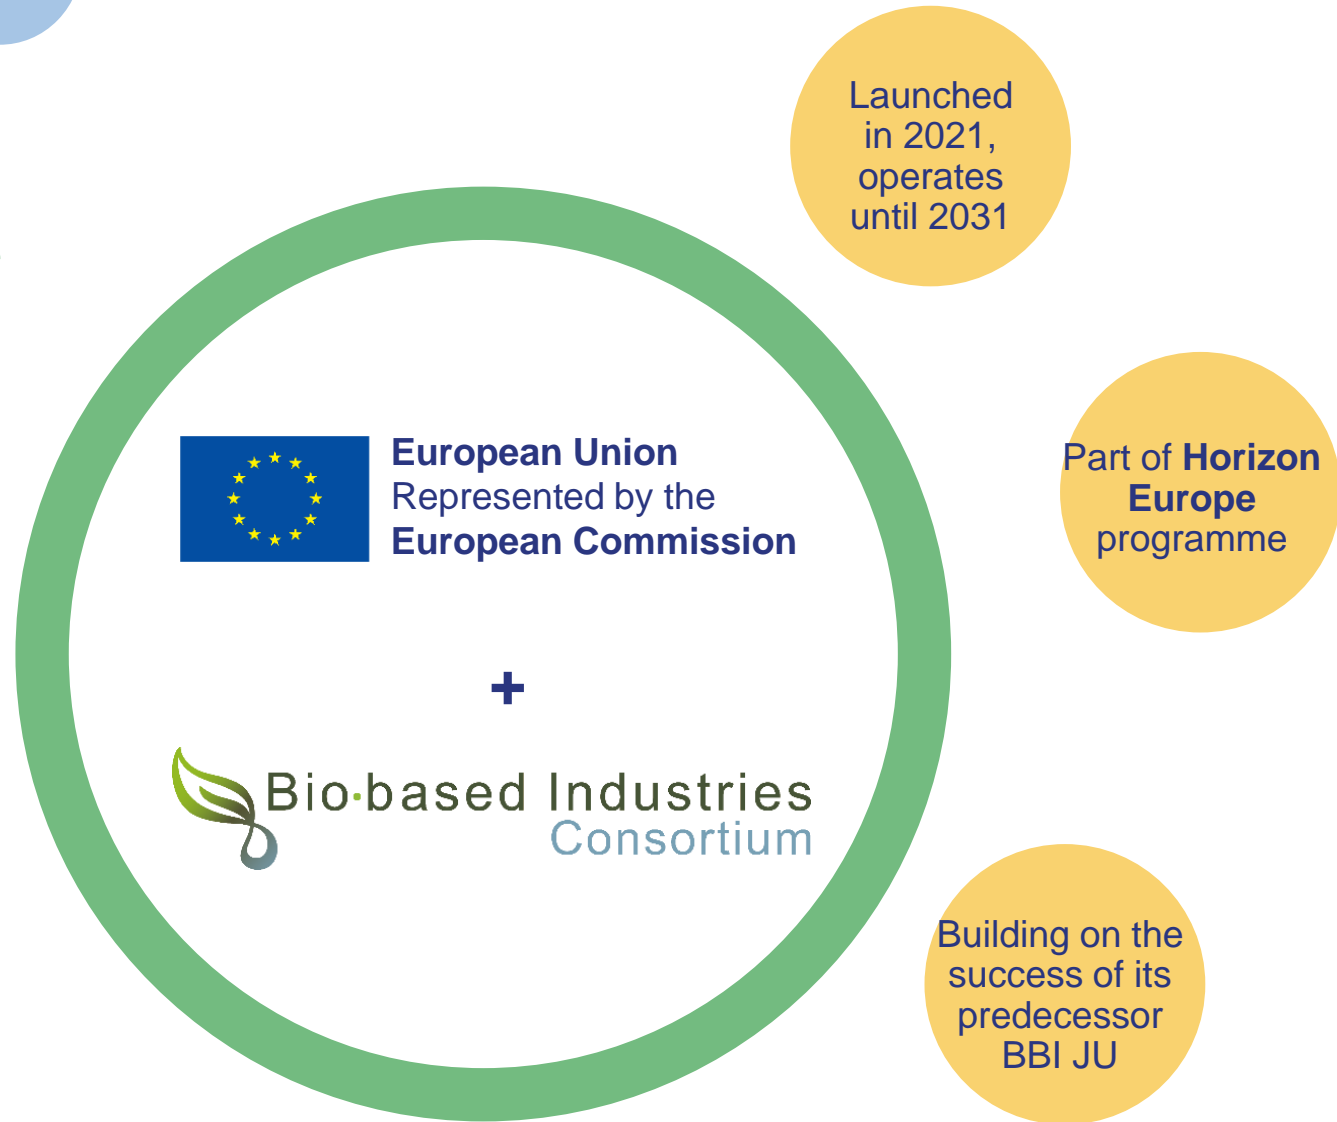 Launched
in 2021,
operates
until 2031
European Union
Represented by the
European Commission
Part of Horizon
Europe
programme
+
Bio·based Industries
Consortium
Building on the
success of its
predecessor
BBI JU